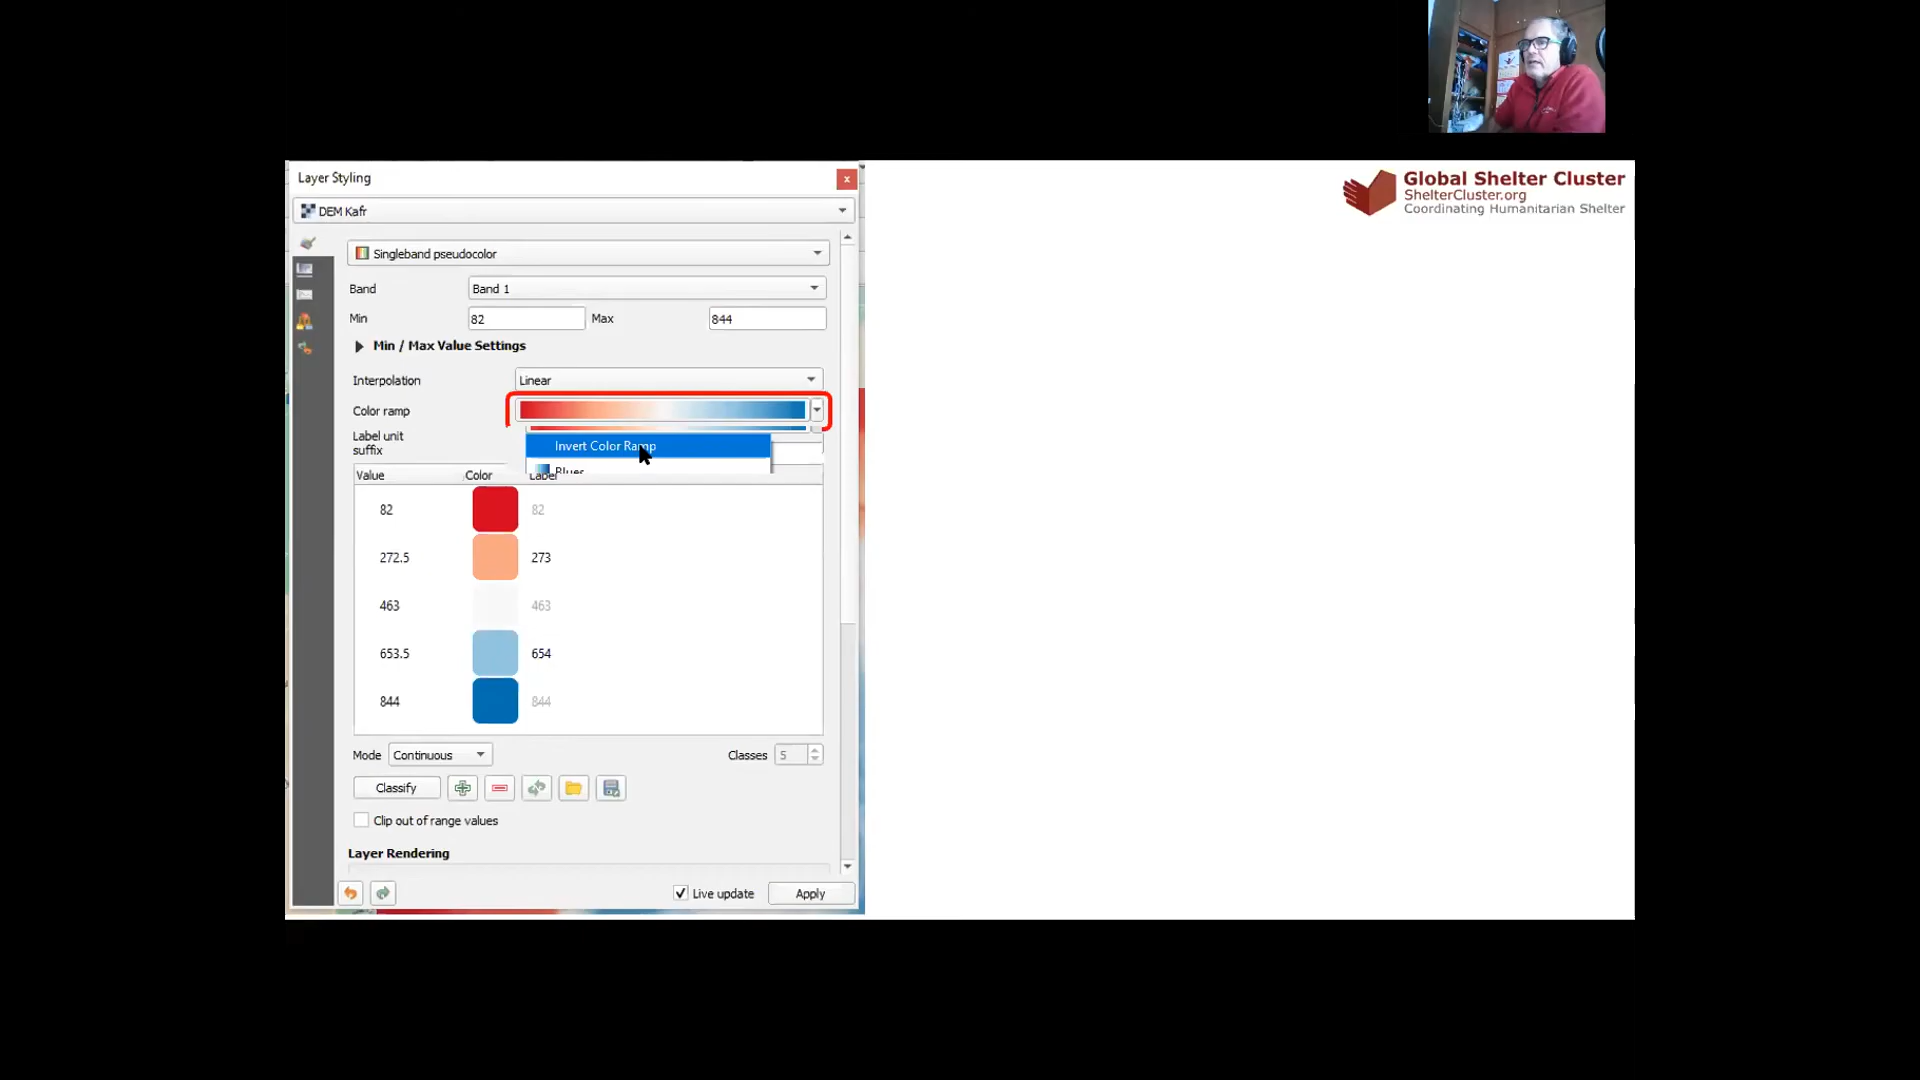 Global Shelter Cluster
ShelterCluster.org
Coordinating Humanitarian Shelter
Layer Styling
x
DEM Kafr
Singleband pseudocolor
Band Band 1
Min 82 Max 844
Min / Max Value Settings
Interpolation Linear
Color ramp
Label unit
suffix
Invert Color Ramp
Blues
Value Color Label
82 82
272.5 273
463 463
653.5 654
844 844
Mode Continuous Classes 5
Classify
Clip out of range values
Layer Rendering
Live update Apply